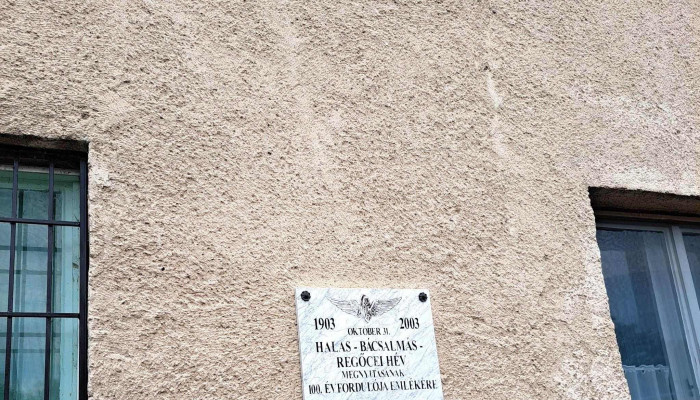 1903 2003
OKTÓBER 31.
HALAS - BÁCSALMÁS -
REGŐCEI HÉV
MEGNYITÁSÁNAK
100. ÉVFORDULÓJA EMLÉKÉRE